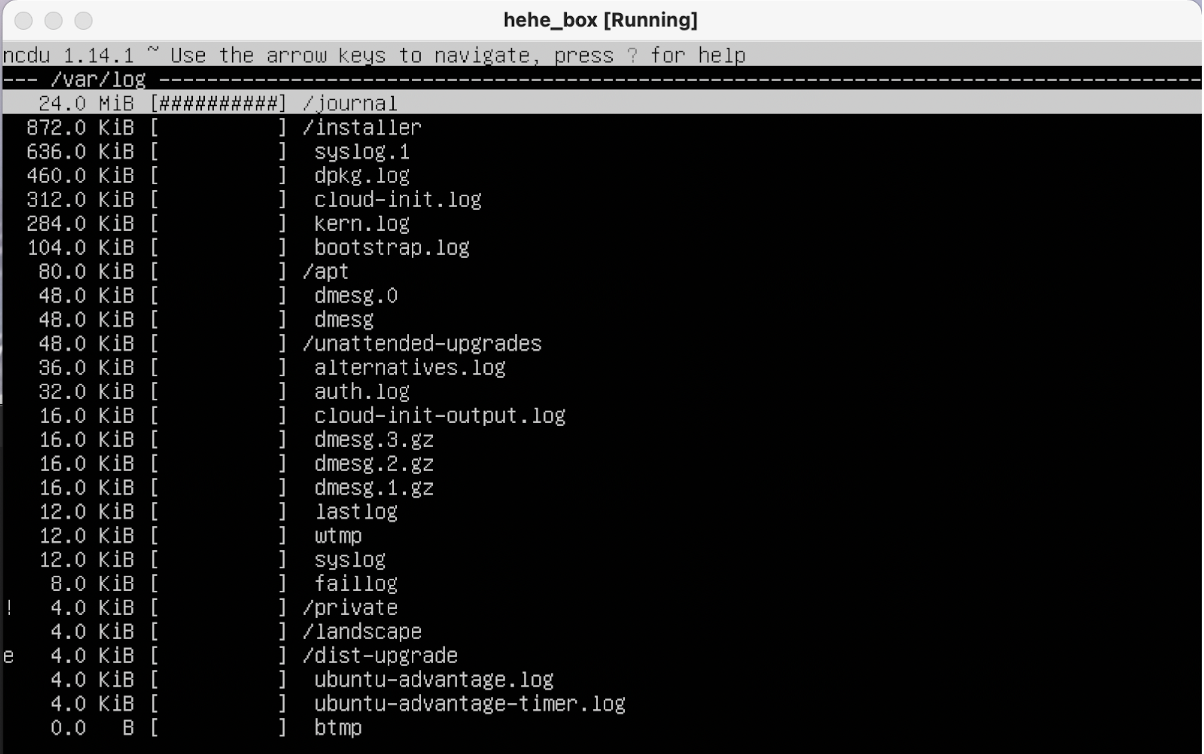 hehe_box [Running]
ncdu 1.14.1 ~ Use the arrow keys to navigate, press ? for help
--- /var/log ---------------------------------------------------------------------------------------
   24.0 MiB [##########] /journal
  872.0 KiB [          ] /installer
  636.0 KiB [          ]  syslog.1
  460.0 KiB [          ]  dpkg.log
  312.0 KiB [          ]  cloud-init.log
  284.0 KiB [          ]  kern.log
  104.0 KiB [          ]  bootstrap.log
   80.0 KiB [          ] /apt
   48.0 KiB [          ]  dmesg.0
   48.0 KiB [          ]  dmesg
   48.0 KiB [          ] /unattended-upgrades
   36.0 KiB [          ]  alternatives.log
   32.0 KiB [          ]  auth.log
   16.0 KiB [          ]  cloud-init-output.log
   16.0 KiB [          ]  dmesg.3.gz
   16.0 KiB [          ]  dmesg.2.gz
   16.0 KiB [          ]  dmesg.1.gz
   12.0 KiB [          ]  lastlog
   12.0 KiB [          ]  wtmp
   12.0 KiB [          ]  syslog
    8.0 KiB [          ]  faillog
!   4.0 KiB [          ] /private
    4.0 KiB [          ] /landscape
e   4.0 KiB [          ] /dist-upgrade
    4.0 KiB [          ]  ubuntu-advantage.log
    4.0 KiB [          ]  ubuntu-advantage-timer.log
    0.0   B [          ]  btmp